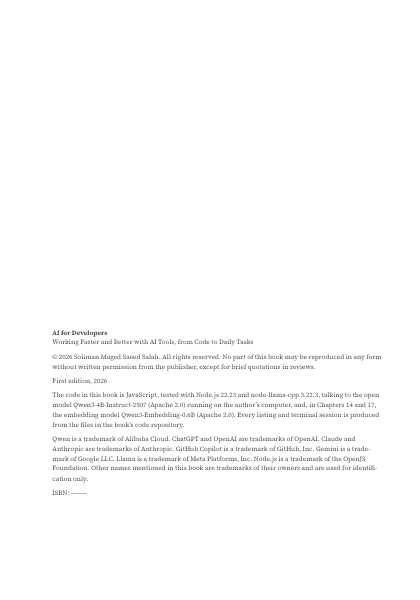 AI for Developers
Working Faster and Better with AI Tools, from Code to Daily Tasks
© 2026 Soliman Maged Saeed Salah. All rights reserved. No part of this book may be reproduced in any form
without written permission from the publisher, except for brief quotations in reviews.
First edition, 2026
The code in this book is JavaScript, tested with Node.js 22.23 and node-llama-cpp 3.22.3, talking to the open
model Qwen3-4B-Instruct-2507 (Apache 2.0) running on the author's computer, and, in Chapters 14 and 17,
the embedding model Qwen3-Embedding-0.6B (Apache 2.0). Every listing and terminal session is produced
from the files in the book's code repository.
Qwen is a trademark of Alibaba Cloud. ChatGPT and OpenAI are trademarks of OpenAI. Claude and
Anthropic are trademarks of Anthropic. GitHub Copilot is a trademark of GitHub, Inc. Gemini is a trade-
mark of Google LLC. Llama is a trademark of Meta Platforms, Inc. Node.js is a trademark of the OpenJS
Foundation. Other names mentioned in this book are trademarks of their owners and are used for identifi-
cation only.
ISBN: ———